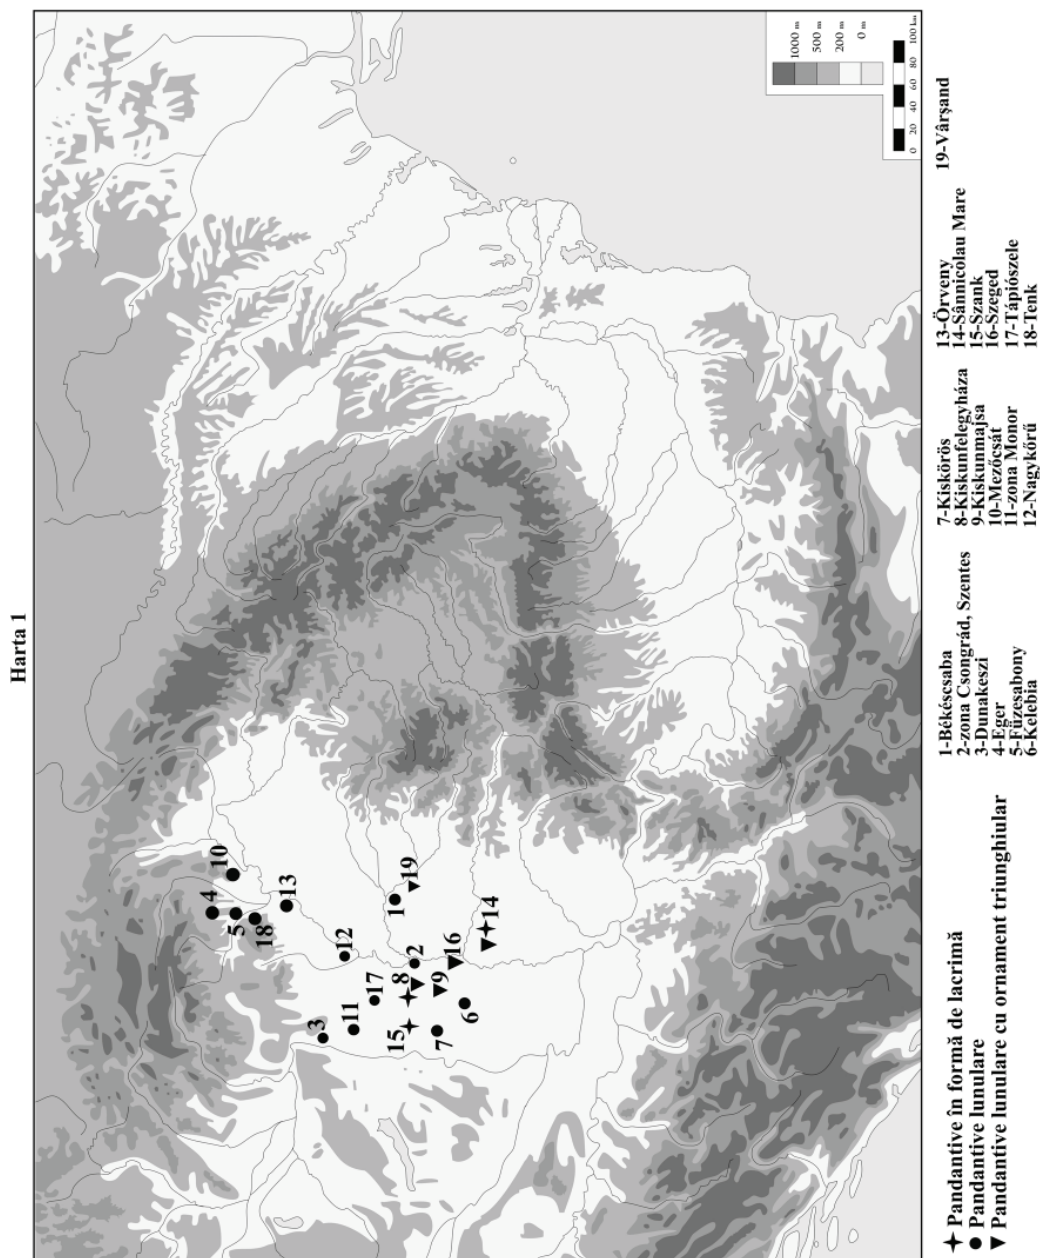 Harta 1
1000 m
500 m
200 m
0 m
0 20 40 60 80 100 km
4
10
5
18
13
3
12
11
17
1
19
15
8
2
7
9
16
14
6
Pandantive în formă de lacrimă
Pandantive lunulare
Pandantive lunulare cu ornament triunghiular
1-Békéscsaba
2-zona Csongrád, Szentes
3-Dunakeszi
4-Eger
5-Füzesabony
6-Kelebia
7-Kiskörös
8-Kiskunfelegyháza
9-Kiskunmajsa
10-Mezőcsát
11-zona Monor
12-Nagykőrű
13-Örveny
14-Sânnicolau Mare
15-Szank
16-Szeged
17-Tápiószele
18-Tenk
19-Vârşand